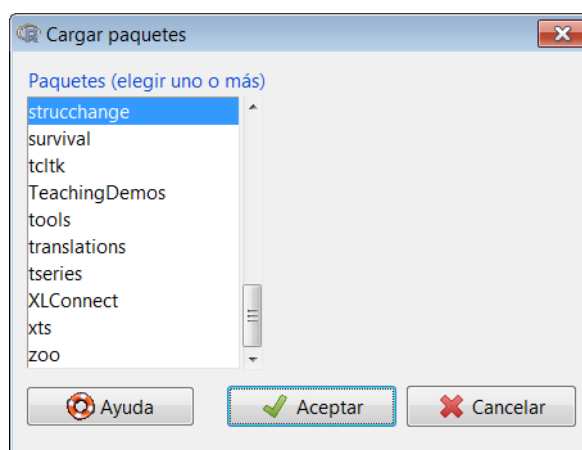 Cargar paquetes
Paquetes (elegir uno o más)
strucchange
survival
tcltk
TeachingDemos
tools
translations
tseries
XLConnect
xts
zoo
Ayuda Aceptar Cancelar